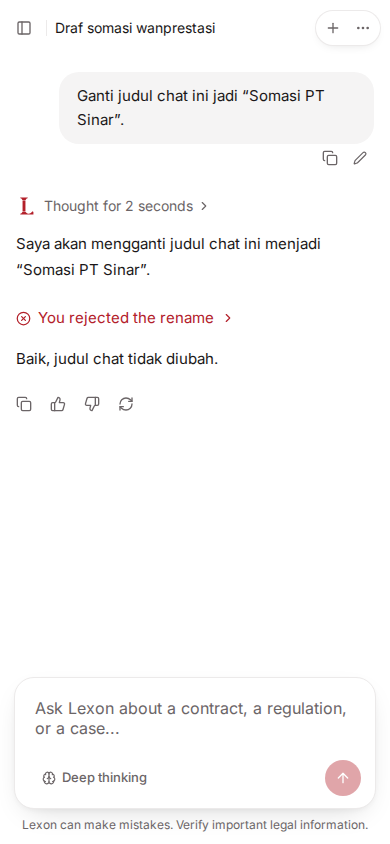 Draf somasi wanprestasi
Ganti judul chat ini jadi “Somasi PT
Sinar”.
L Thought for 2 seconds
Saya akan mengganti judul chat ini menjadi
“Somasi PT Sinar”.
You rejected the rename
Baik, judul chat tidak diubah.
Ask Lexon about a contract, a regulation,
or a case...
Deep thinking
Lexon can make mistakes. Verify important legal information.